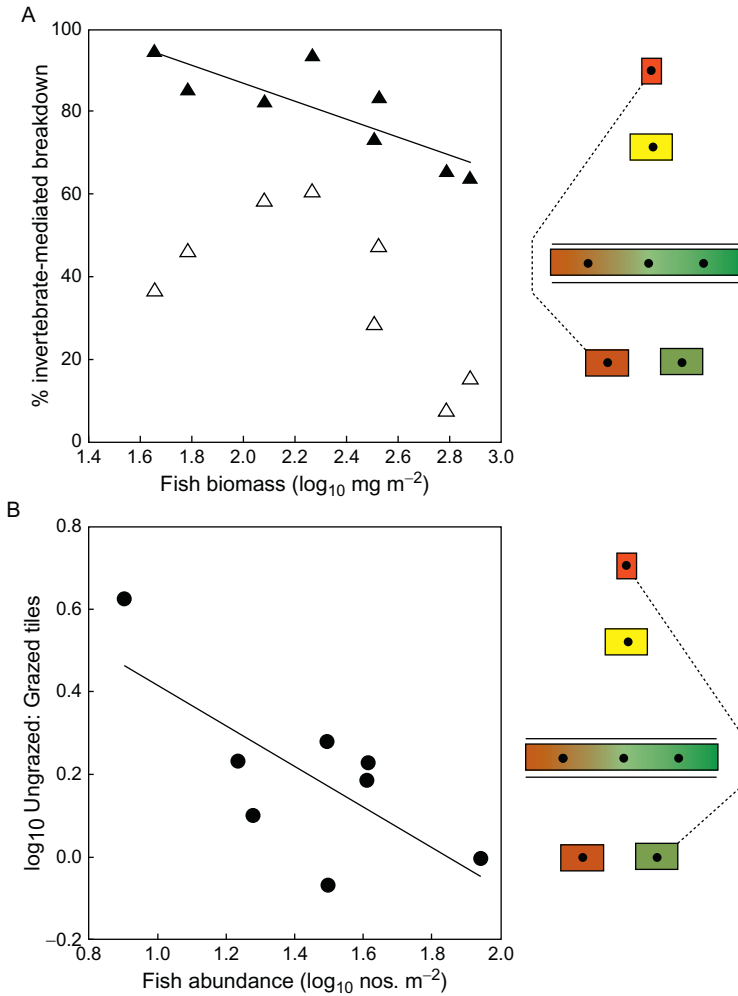 A
100
80
60
40
20
0
% invertebrate-mediated breakdown
1.4 1.6 1.8 2.0 2.2 2.4 2.6 2.8 3.0
Fish biomass (log₁₀ mg m⁻²)
B
0.8
0.6
0.4
0.2
0.0
−0.2
log₁₀ Ungrazed: Grazed tiles
0.8 1.0 1.2 1.4 1.6 1.8 2.0
Fish abundance (log₁₀ nos. m⁻²)